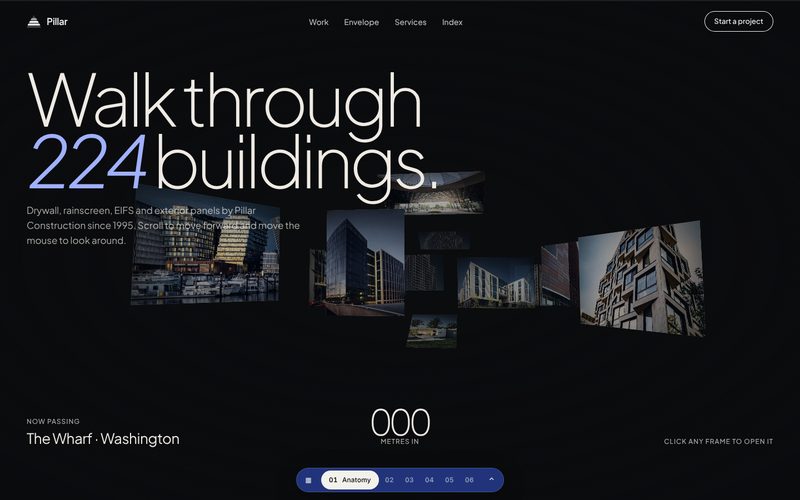 Pillar
Work
Envelope
Services
Index
Start a project
Walk through
224 buildings.
Drywall, rainscreen, EIFS and exterior panels by Pillar
Construction since 1995. Scroll to move forward and move the
mouse to look around.
NOW PASSING
The Wharf · Washington
000
METRES IN
CLICK ANY FRAME TO OPEN IT
01 Anatomy 02 03 04 05 06